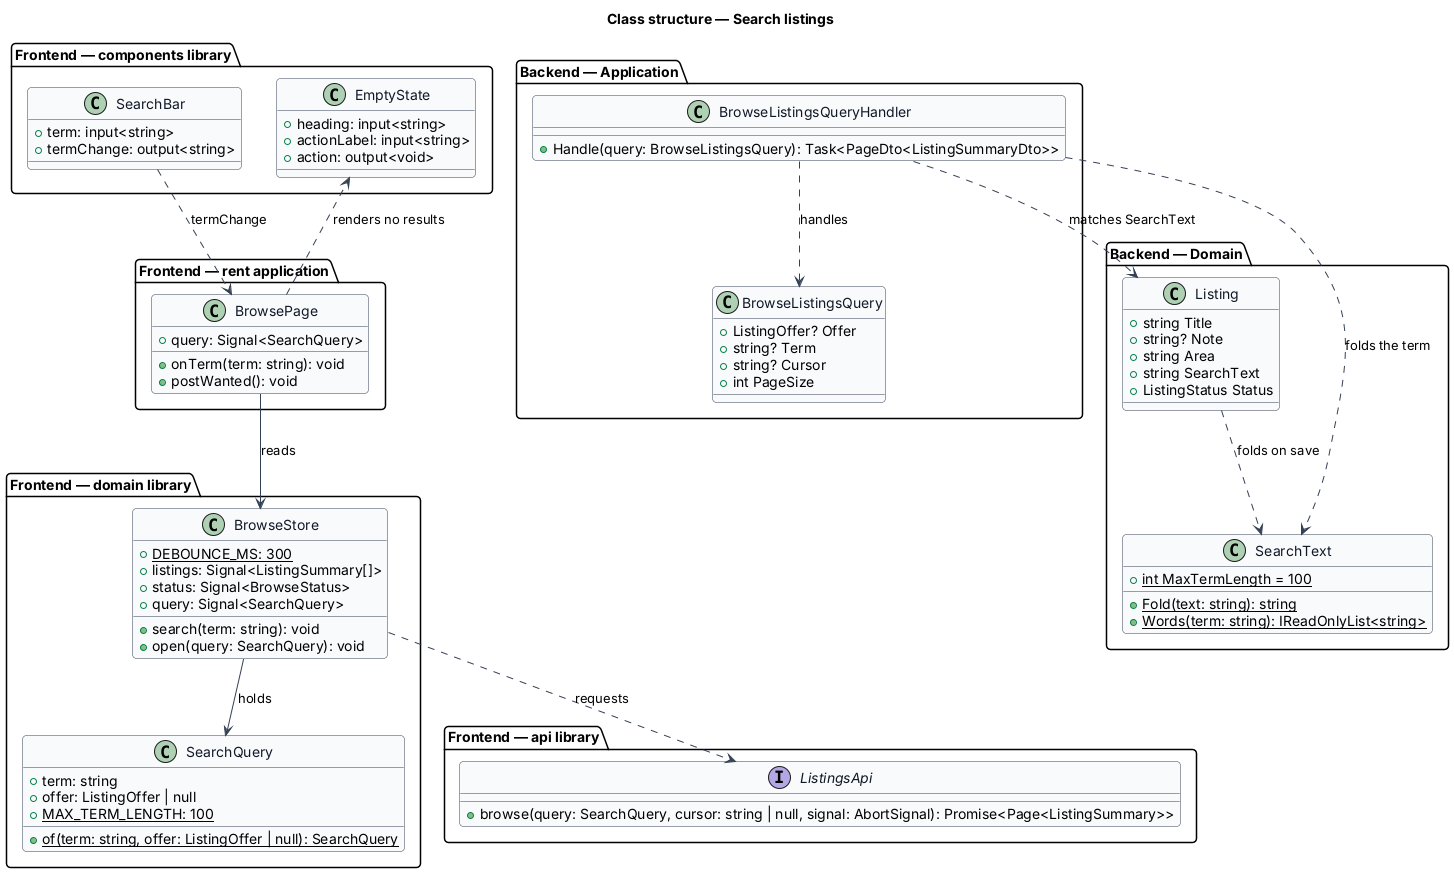 Class structure — Search listings
Frontend — components library
C SearchBar
term: input<string>
termChange: output<string>
C EmptyState
heading: input<string>
actionLabel: input<string>
action: output<void>
Backend — Application
C BrowseListingsQueryHandler
Handle(query: BrowseListingsQuery): Task<PageDto<ListingSummaryDto>>
termChange
renders no results
handles
matches SearchText
Frontend — rent application
C BrowsePage
query: Signal<SearchQuery>
onTerm(term: string): void
postWanted(): void
C BrowseListingsQuery
ListingOffer? Offer
string? Term
string? Cursor
int PageSize
Backend — Domain
C Listing
string Title
string? Note
string Area
string SearchText
ListingStatus Status
folds the term
reads
folds on save
Frontend — domain library
C BrowseStore
DEBOUNCE_MS: 300
listings: Signal<ListingSummary[]>
status: Signal<BrowseStatus>
query: Signal<SearchQuery>
search(term: string): void
open(query: SearchQuery): void
C SearchText
int MaxTermLength = 100
Fold(text: string): string
Words(term: string): IReadOnlyList<string>
holds
requests
C SearchQuery
term: string
offer: ListingOffer | null
MAX_TERM_LENGTH: 100
of(term: string, offer: ListingOffer | null): SearchQuery
Frontend — api library
I ListingsApi
browse(query: SearchQuery, cursor: string | null, signal: AbortSignal): Promise<Page<ListingSummary>>